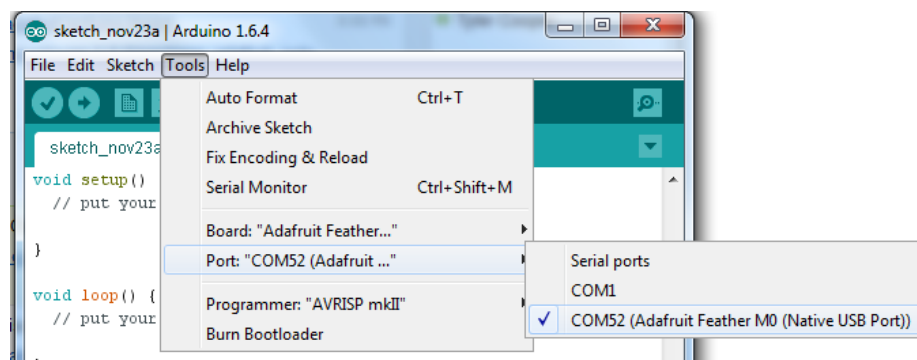 sketch_nov23a | Arduino 1.6.4
File Edit Sketch Tools Help
sketch_nov23a
void setup()
// put your
}
void loop() {
// put your
Auto Format Ctrl+T
Archive Sketch
Fix Encoding & Reload
Serial Monitor Ctrl+Shift+M
Board: "Adafruit Feather..."
Port: "COM52 (Adafruit ..."
Programmer: "AVRISP mkII"
Burn Bootloader
Serial ports
COM1
COM52 (Adafruit Feather M0 (Native USB Port))